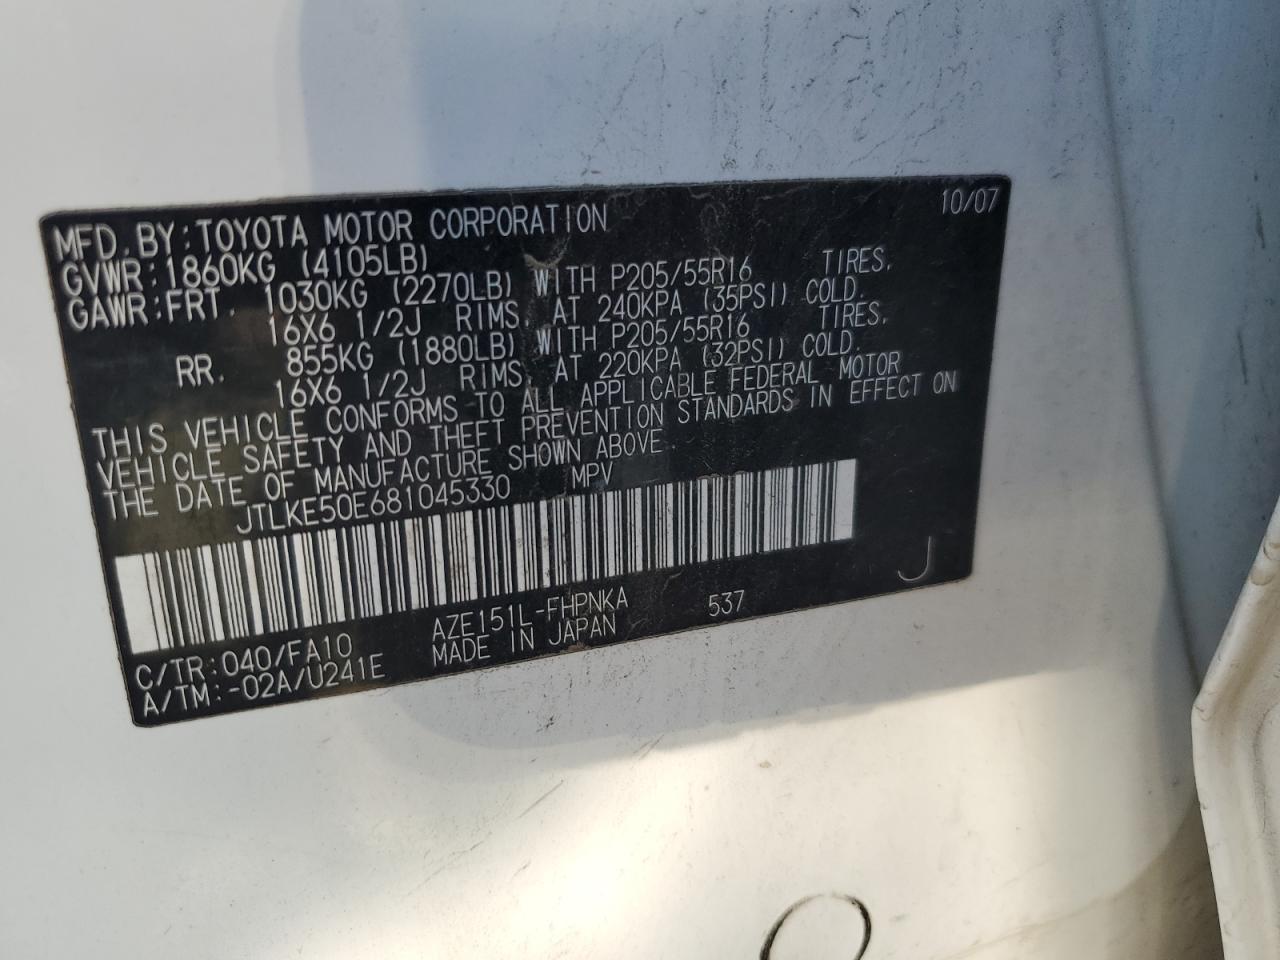 10/07
MFD. BY:TOYOTA MOTOR CORPORATION
GVWR:1860KG (4105LB)
GAWR:FRT. 1030KG (2270LB) WITH P205/55R16 TIRES,
16X6 1/2J RIMS, AT 240KPA (35PSI) COLD.
RR. 855KG (1880LB) WITH P205/55R16 TIRES,
16X6 1/2J RIMS, AT 220KPA (32PSI) COLD.
THIS VEHICLE CONFORMS TO ALL APPLICABLE FEDERAL MOTOR
VEHICLE SAFETY AND THEFT PREVENTION STANDARDS IN EFFECT ON
THE DATE OF MANUFACTURE SHOWN ABOVE.
JTLKE50E681045330 MPV
C/TR:040/FA10 AZE151L-FHPNKA 537 J
A/TM:-02A/U241E MADE IN JAPAN